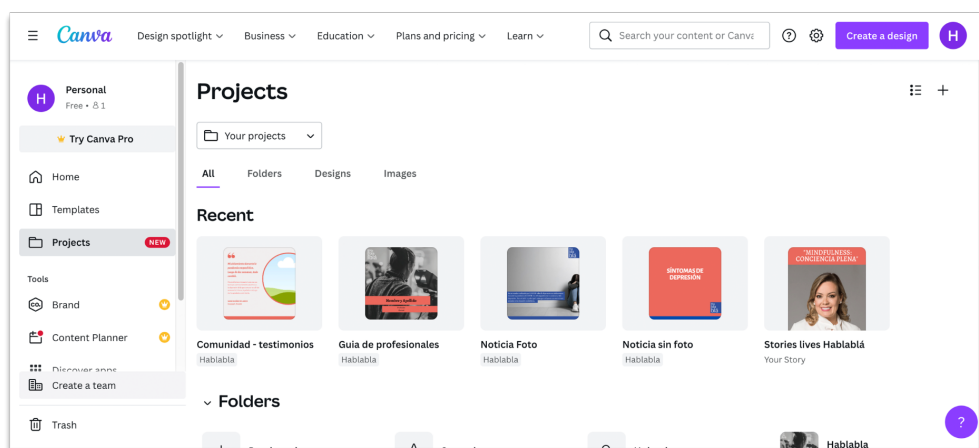 Canva
Design spotlight
Business
Education
Plans and pricing
Learn
Search your content or Canva
Create a design
H
H
Personal
Free • 1
Try Canva Pro
Home
Templates
Projects
NEW
Tools
Brand
Content Planner
Discover apps
Create a team
Trash
Projects
Your projects
All
Folders
Designs
Images
Recent
SÍNTOMAS DE
DEPRESIÓN
"MINDFULNESS:
CONCIENCIA PLENA"
Comunidad - testimonios
Hablabla
Guia de profesionales
Hablabla
Noticia Foto
Hablabla
Noticia sin foto
Hablabla
Stories lives Hablablá
Your Story
Folders
Hablabla
?